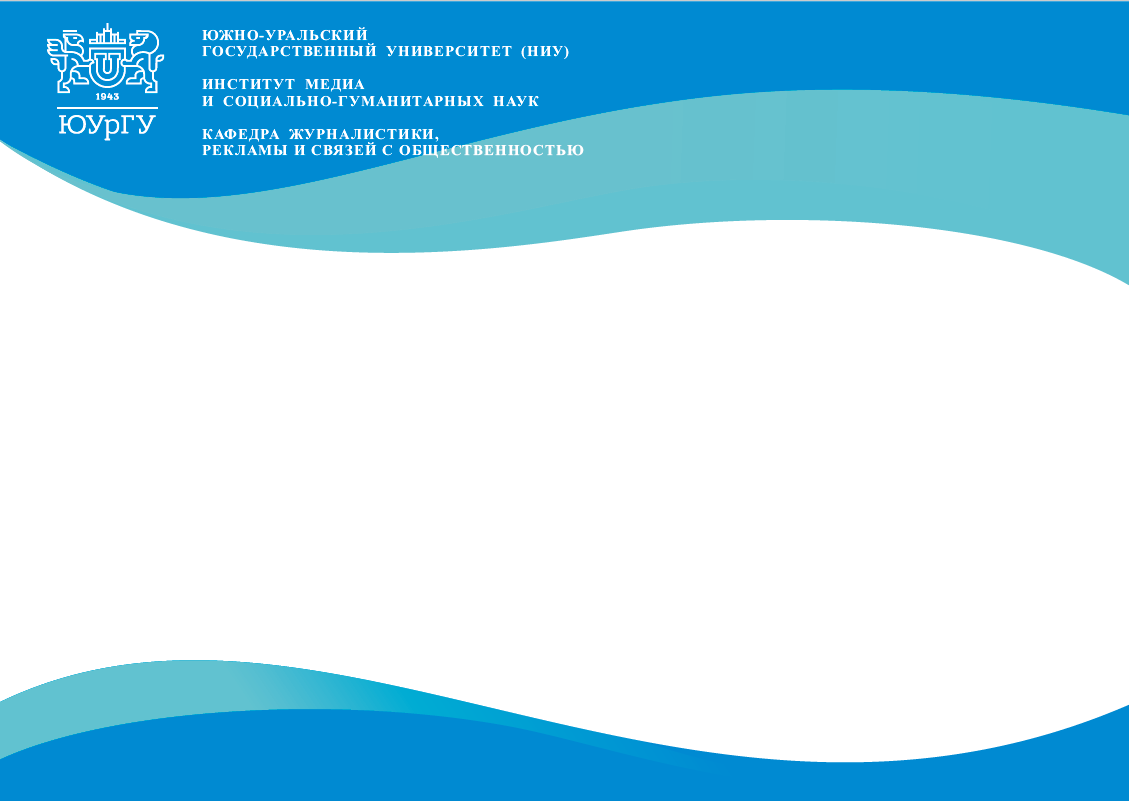 ЮЖНО-УРАЛЬСКИЙ
ГОСУДАРСТВЕННЫЙ УНИВЕРСИТЕТ (НИУ)
ИНСТИТУТ МЕДИА
И СОЦИАЛЬНО-ГУМАНИТАРНЫХ НАУК
КАФЕДРА ЖУРНАЛИСТИКИ,
РЕКЛАМЫ И СВЯЗЕЙ С ОБЩЕСТВЕННОСТЬЮ
1943
ЮУрГУ